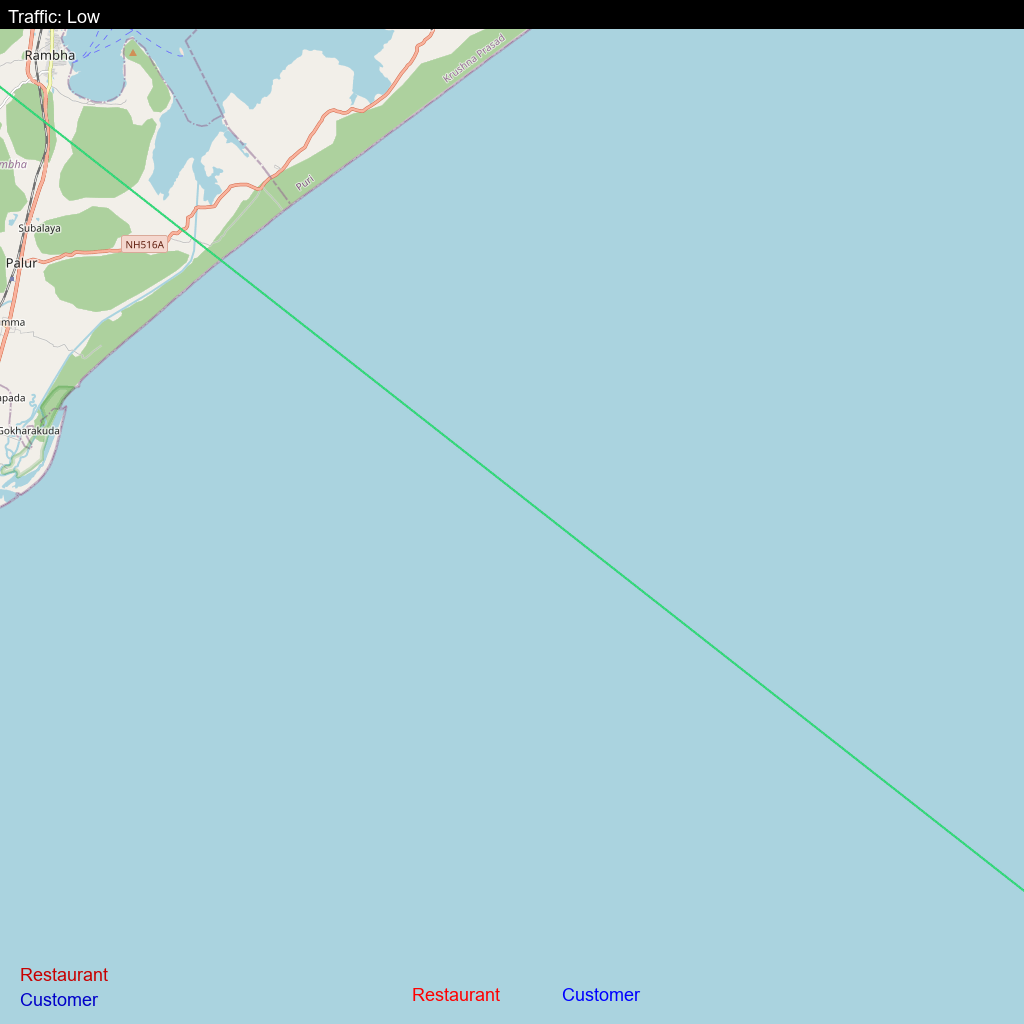 Traffic: Low
Rambha
Krushna Prasad
mbha
Puri
Subalaya
NH516A
Palur
mma
apada
Gokharakuda
Restaurant
Customer
Restaurant
Customer